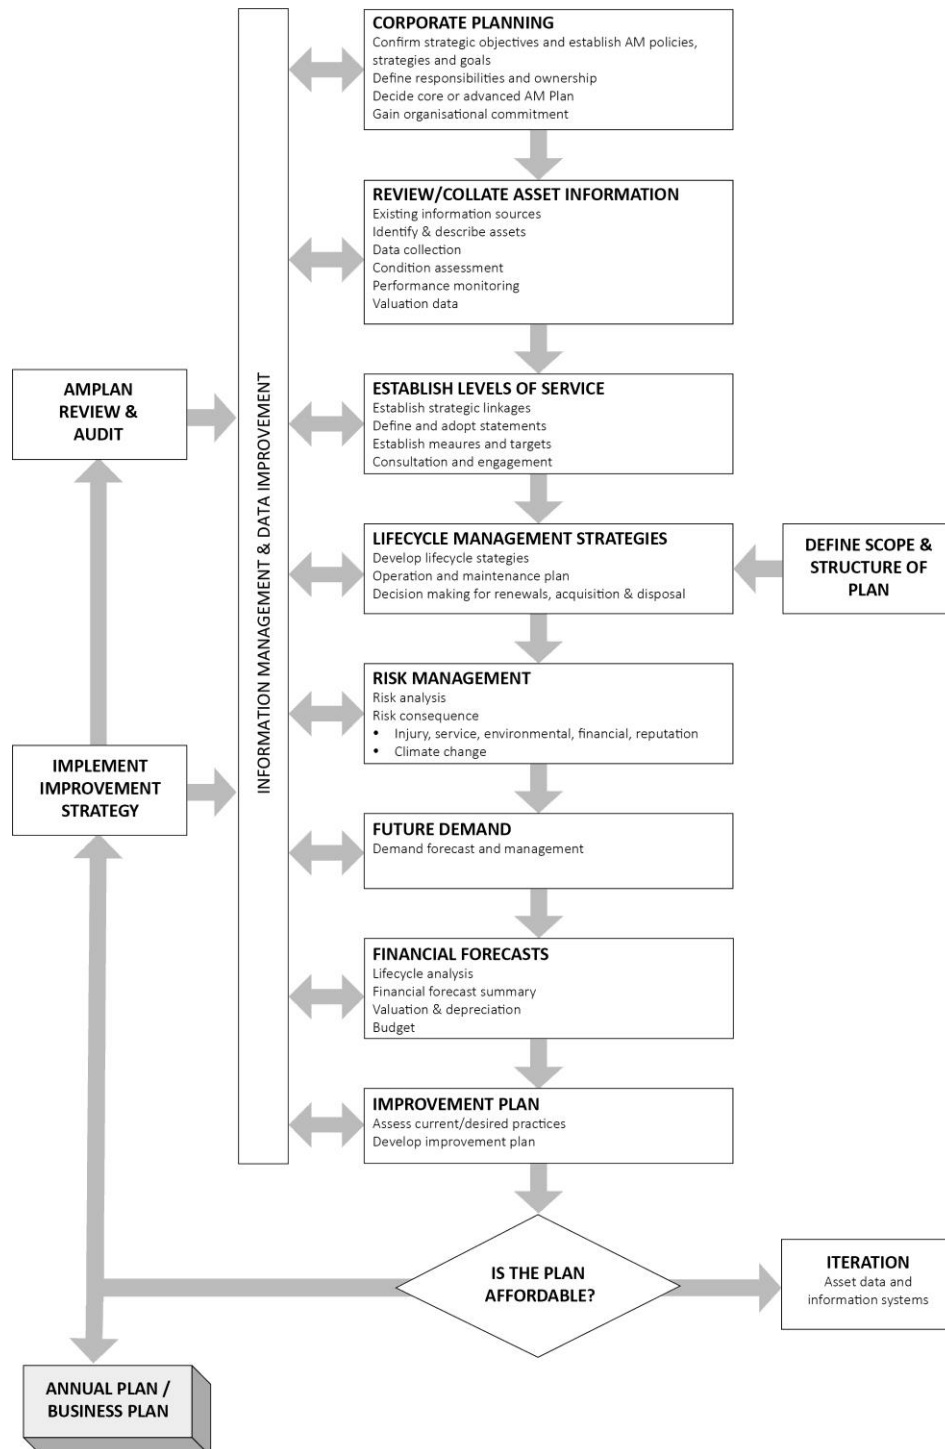 CORPORATE PLANNING
Confirm strategic objectives and establish AM policies,
strategies and goals
Define responsibilities and ownership
Decide core or advanced AM Plan
Gain organisational commitment
REVIEW/COLLATE ASSET INFORMATION
Existing information sources
Identify & describe assets
Data collection
Condition assessment
Performance monitoring
Valuation data
AMPLAN
REVIEW &
AUDIT
INFORMATION MANAGEMENT & DATA IMPROVEMENT
ESTABLISH LEVELS OF SERVICE
Establish strategic linkages
Define and adopt statements
Establish meaures and targets
Consultation and engagement
LIFECYCLE MANAGEMENT STRATEGIES
Develop lifecycle stategies
Operation and maintenance plan
Decision making for renewals, acquisition & disposal
DEFINE SCOPE &
STRUCTURE OF
PLAN
RISK MANAGEMENT
Risk analysis
Risk consequence
• Injury, service, environmental, financial, reputation
• Climate change
IMPLEMENT
IMPROVEMENT
STRATEGY
FUTURE DEMAND
Demand forecast and management
FINANCIAL FORECASTS
Lifecycle analysis
Financial forecast summary
Valuation & depreciation
Budget
IMPROVEMENT PLAN
Assess current/desired practices
Develop improvement plan
IS THE PLAN
AFFORDABLE?
ITERATION
Asset data and
information systems
ANNUAL PLAN /
BUSINESS PLAN